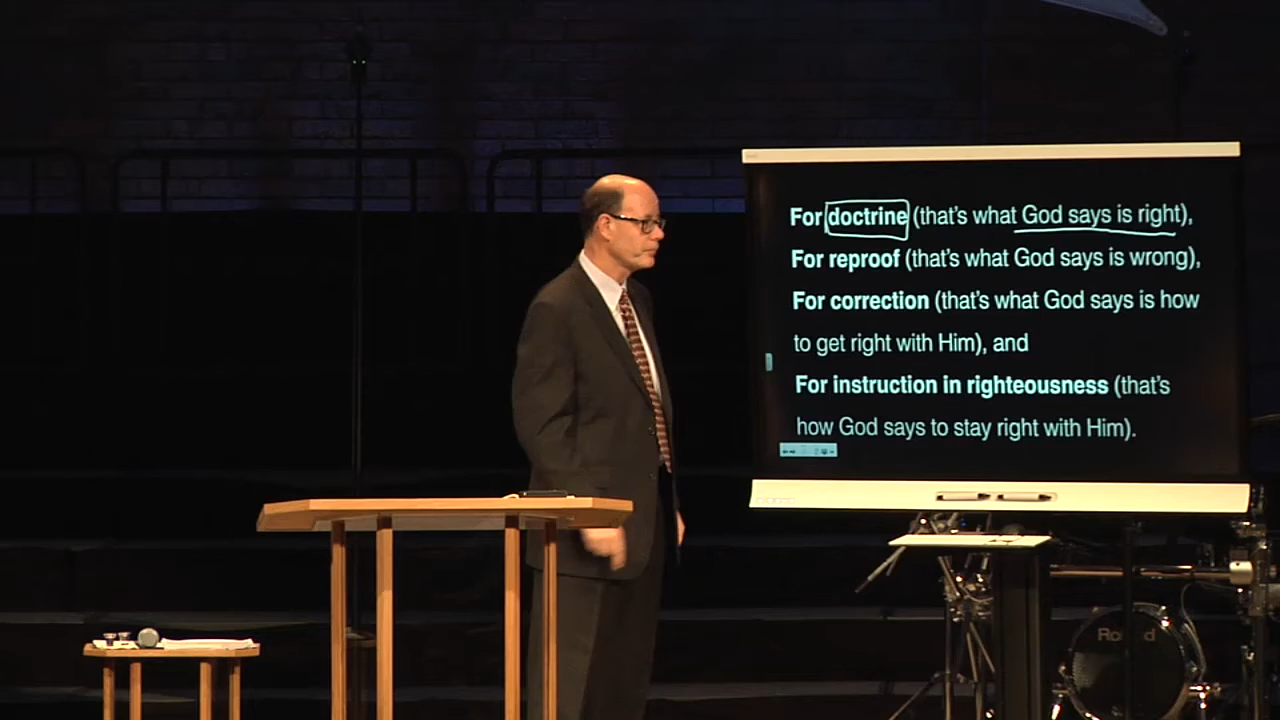 For doctrine (that's what God says is right),
For reproof (that's what God says is wrong),
For correction (that's what God says is how
to get right with Him), and
For instruction in righteousness (that's
how God says to stay right with Him).
Roland